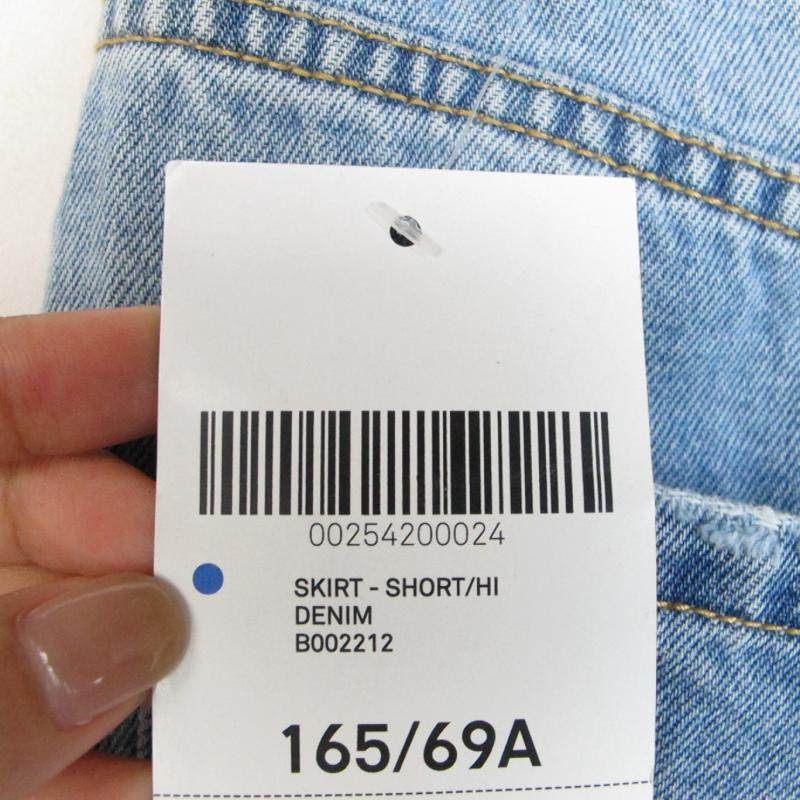 00254200024
SKIRT - SHORT/HI
DENIM
B002212
165/69A